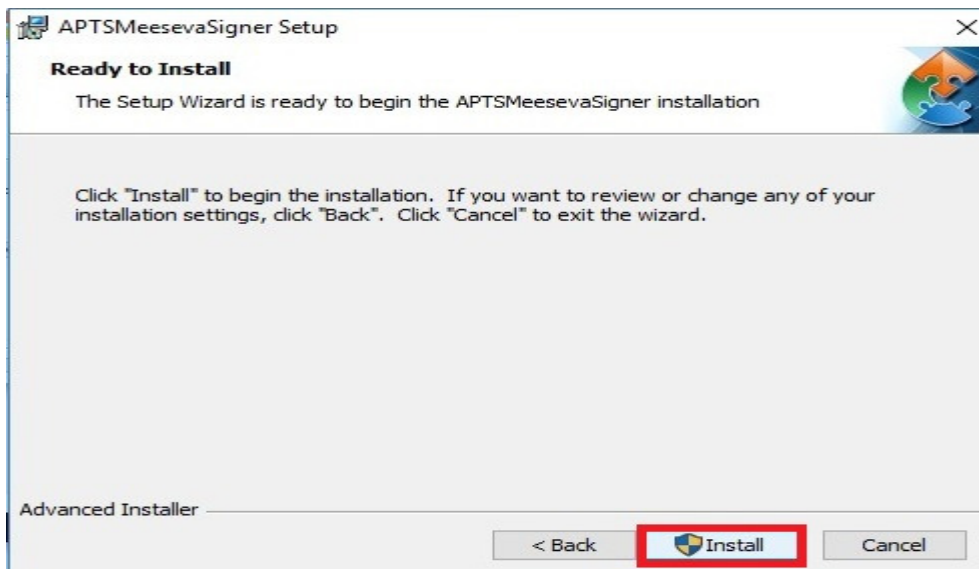 APTSMeesevaSigner Setup
Ready to Install
The Setup Wizard is ready to begin the APTSMeesevaSigner installation
Click "Install" to begin the installation.  If you want to review or change any of your
installation settings, click "Back".  Click "Cancel" to exit the wizard.
Advanced Installer
< Back
Install
Cancel